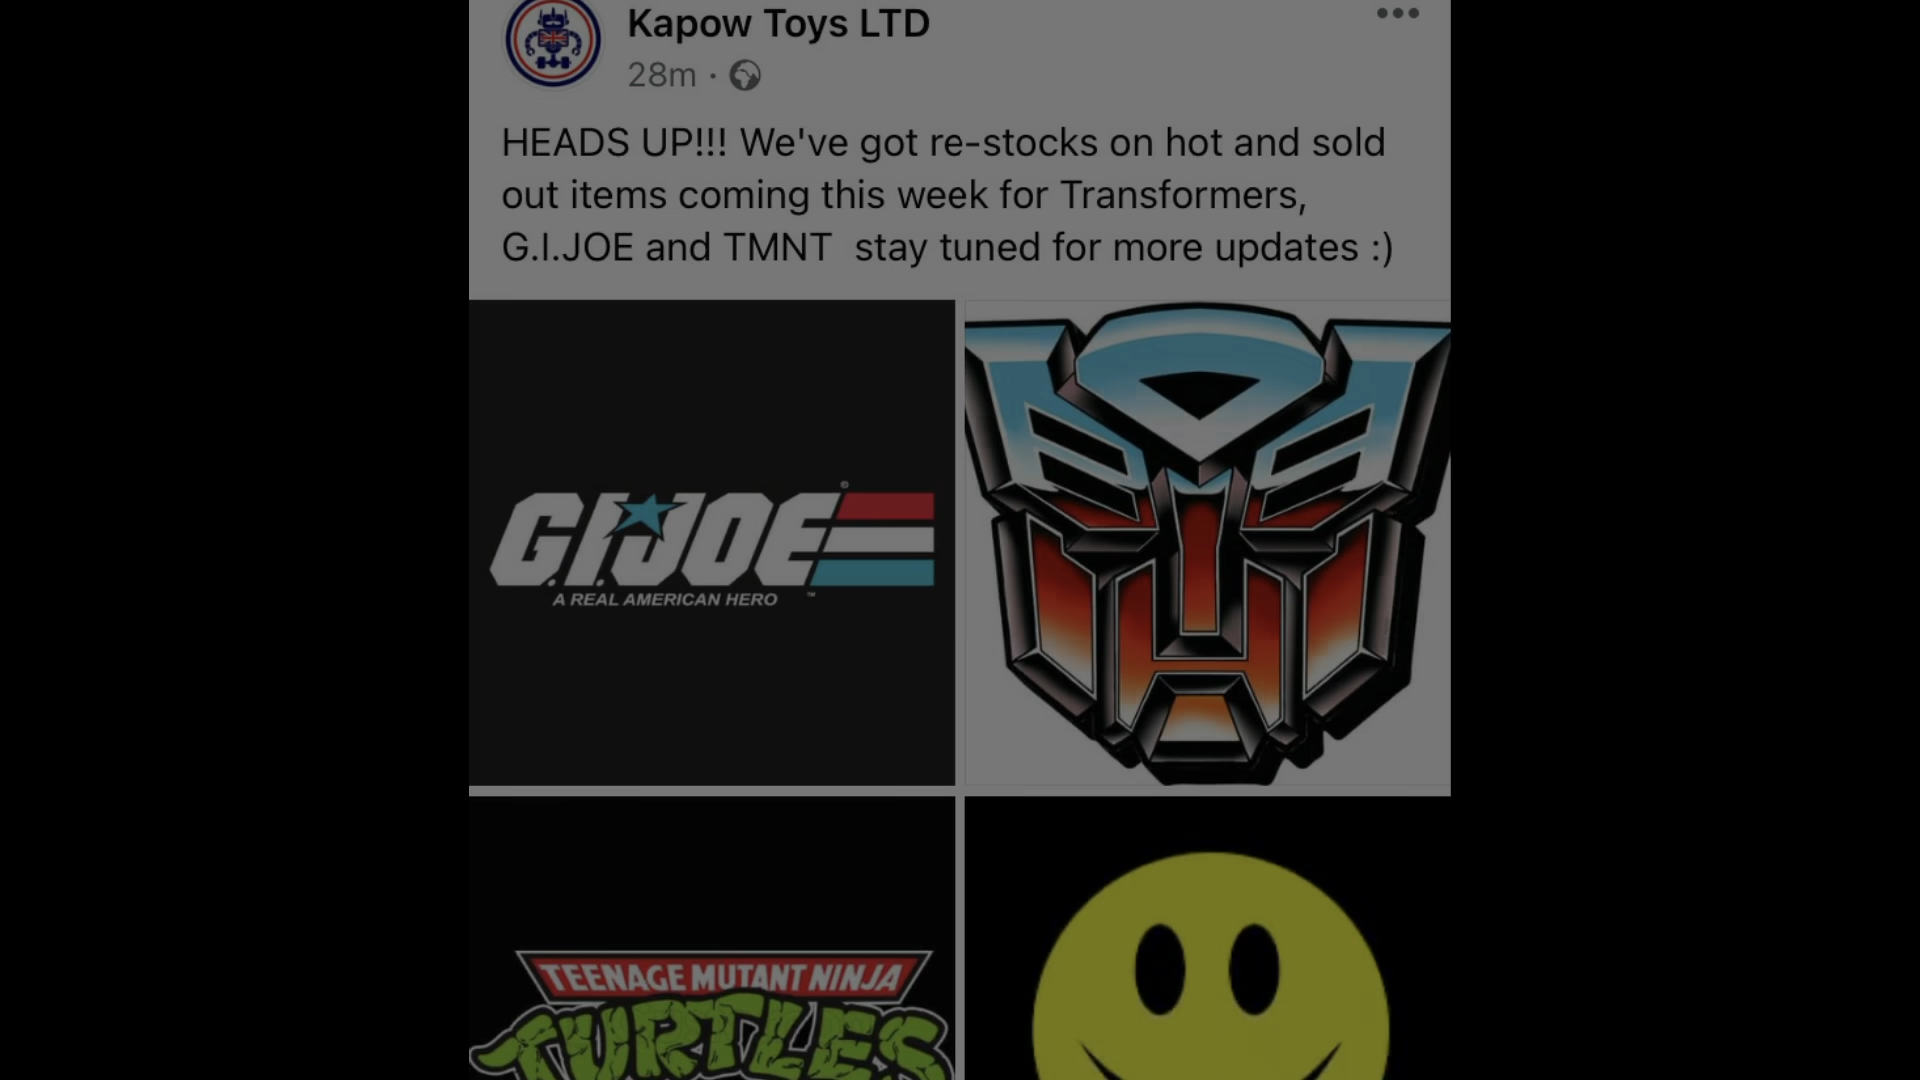 Kapow Toys LTD
28m ·
HEADS UP!!! We've got re-stocks on hot and sold
out items coming this week for Transformers,
G.I.JOE and TMNT  stay tuned for more updates :)
G.I.JOE
©
A REAL AMERICAN HERO ™
TEENAGE MUTANT NINJA
TURTLES